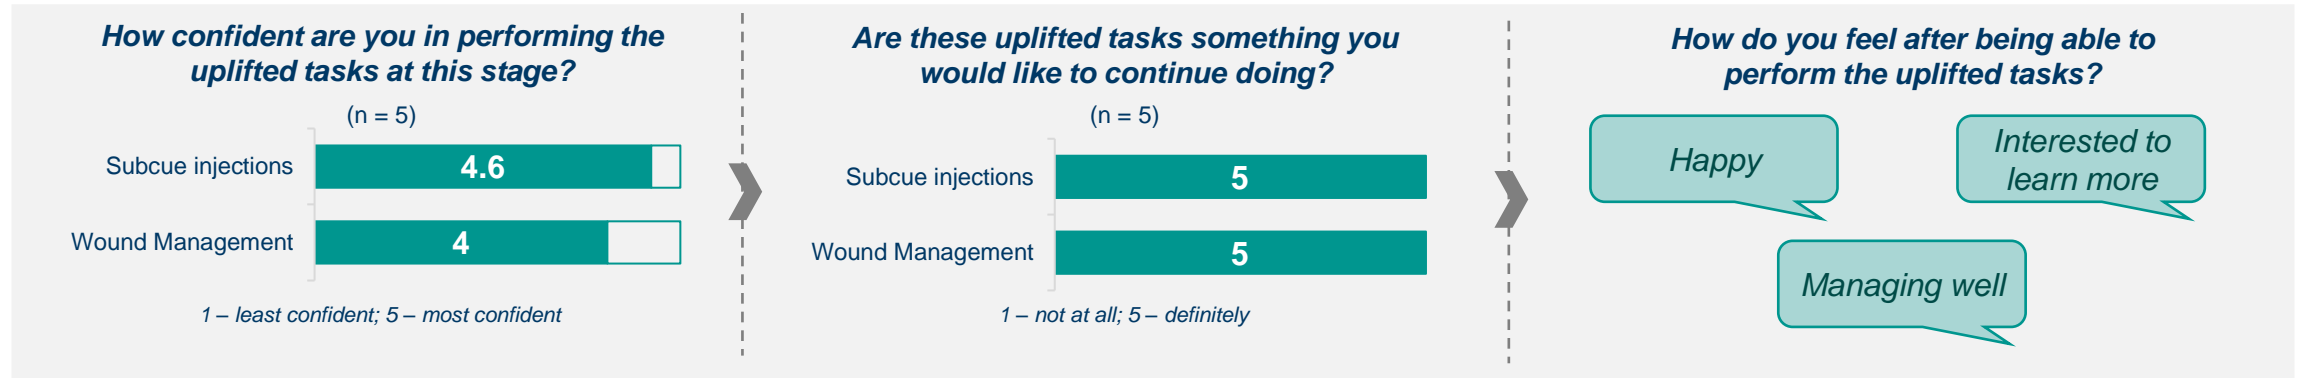 How confident are you in performing the
uplifted tasks at this stage?
(n = 5)
Subcue injections
4.6
Wound Management
4
1 – least confident; 5 – most confident
Are these uplifted tasks something you
would like to continue doing?
(n = 5)
Subcue injections
5
Wound Management
5
1 – not at all; 5 – definitely
How do you feel after being able to
perform the uplifted tasks?
Happy
Interested to
learn more
Managing well